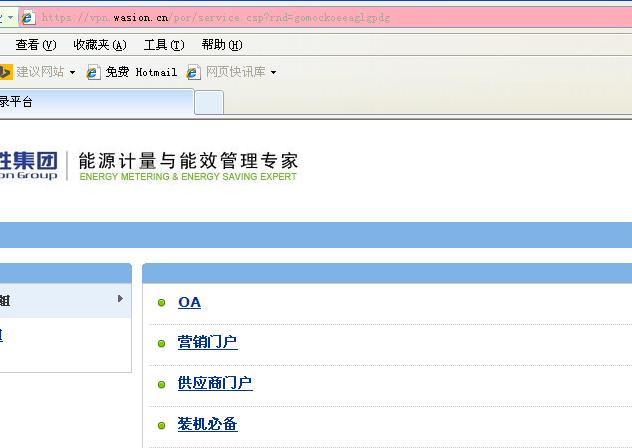 https://vpn.wasion.cn/por/service.csp?rnd=gomockoeeaglgpdg
查看(V) 收藏夹(A) 工具(T) 帮助(H)
建议网站 免费 Hotmail 网页快讯库
录平台
胜集团 能源计量与能效管理专家
on Group ENERGY METERING & ENERGY SAVING EXPERT
组
OA
营销门户
供应商门户
装机必备